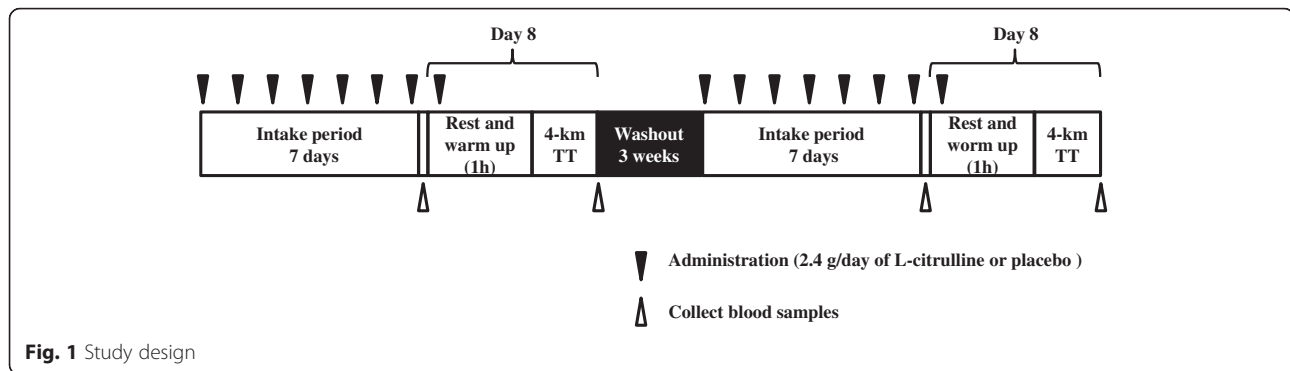 Day 8
Day 8
Intake period
7 days
Rest and
warm up
(1h)
4-km
TT
Washout
3 weeks
Intake period
7 days
Rest and
worm up
(1h)
4-km
TT
Administration (2.4 g/day of L-citrulline or placebo )
Collect blood samples
Fig. 1 Study design